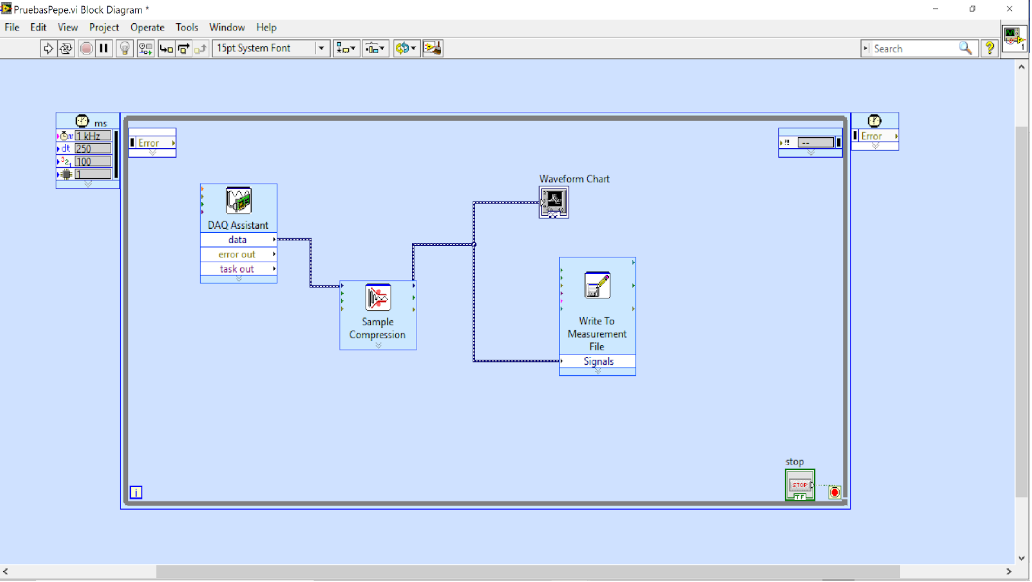 PruebasPepe.vi Block Diagram *
File Edit View Project Operate Tools Window Help
15pt System Font
Search
?
1
ms
1 kHz
dt 250
100
1
Error
!! --
Error
DAQ Assistant
data
error out
task out
Sample
Compression
Waveform Chart
Write To
Measurement
File
Signals
stop
STOP
TF
i